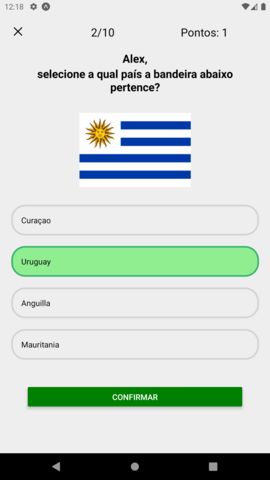 12:18
2/10 Pontos: 1
Alex,
selecione a qual país a bandeira abaixo
pertence?
Curaçao
Uruguay
Anguilla
Mauritania
CONFIRMAR